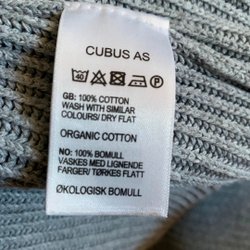 CUBUS AS
40 P
GB: 100% COTTON
WASH WITH SIMILAR
COLOURS/ DRY FLAT
ORGANIC COTTON
NO: 100% BOMULL
VASKES MED LIGNENDE
FARGER/ TØRKES FLATT
ØKOLOGISK BOMULL